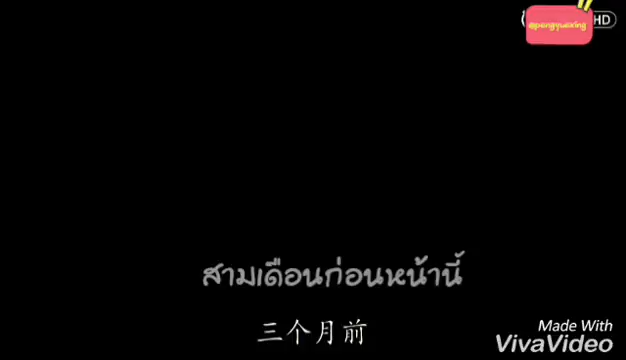 @pengyuexing
HD
สามเดือนก่อนหน้านี้
三个月前
Made With
VivaVideo